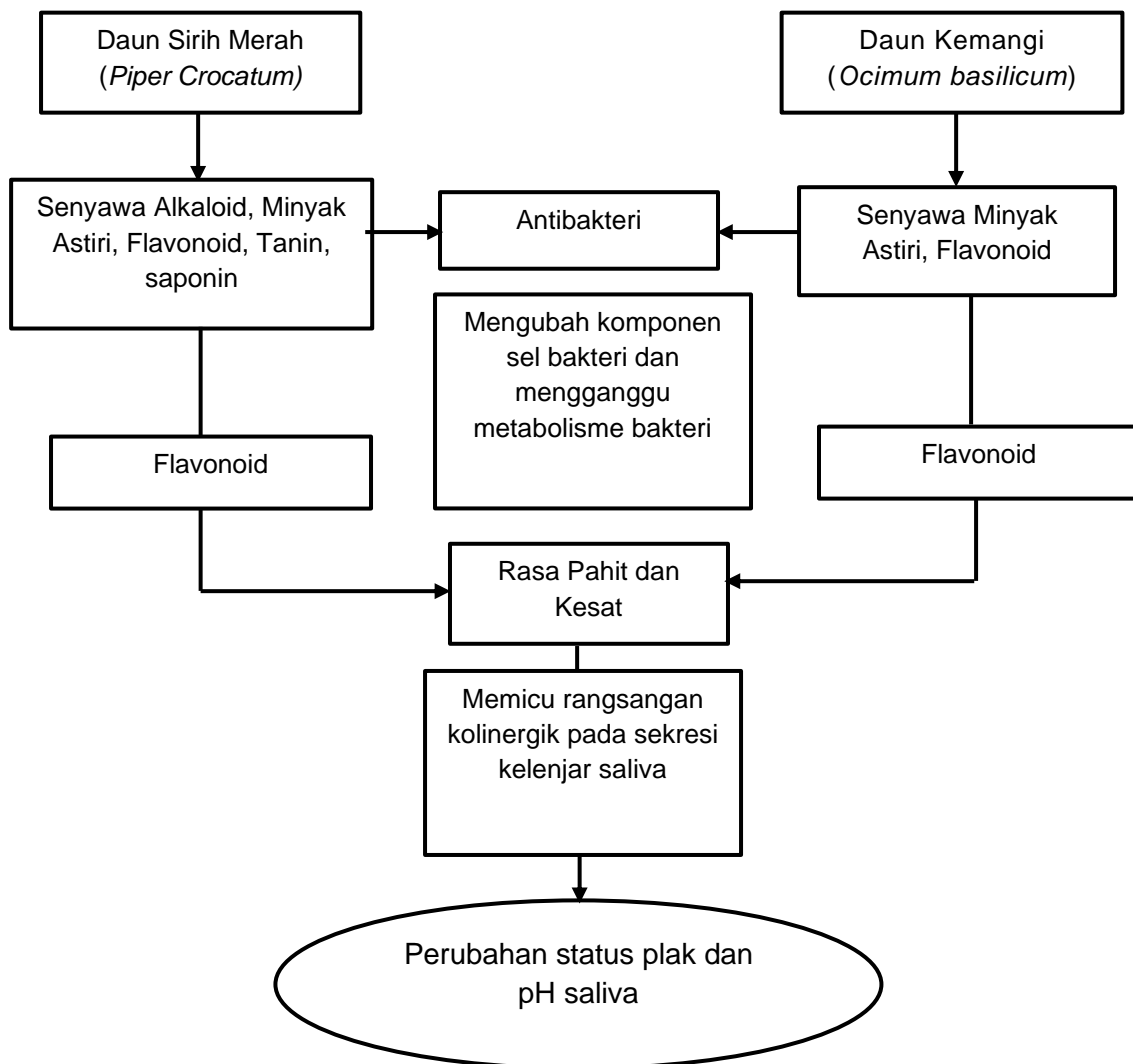 Daun Sirih Merah
(Piper Crocatum)
Daun Kemangi
(Ocimum basilicum)
Senyawa Alkaloid, Minyak
Astiri, Flavonoid, Tanin,
saponin
Antibakteri
Senyawa Minyak
Astiri, Flavonoid
Mengubah komponen
sel bakteri dan
mengganggu
metabolisme bakteri
Flavonoid
Flavonoid
Rasa Pahit dan
Kesat
Memicu rangsangan
kolinergik pada sekresi
kelenjar saliva
Perubahan status plak dan
pH saliva